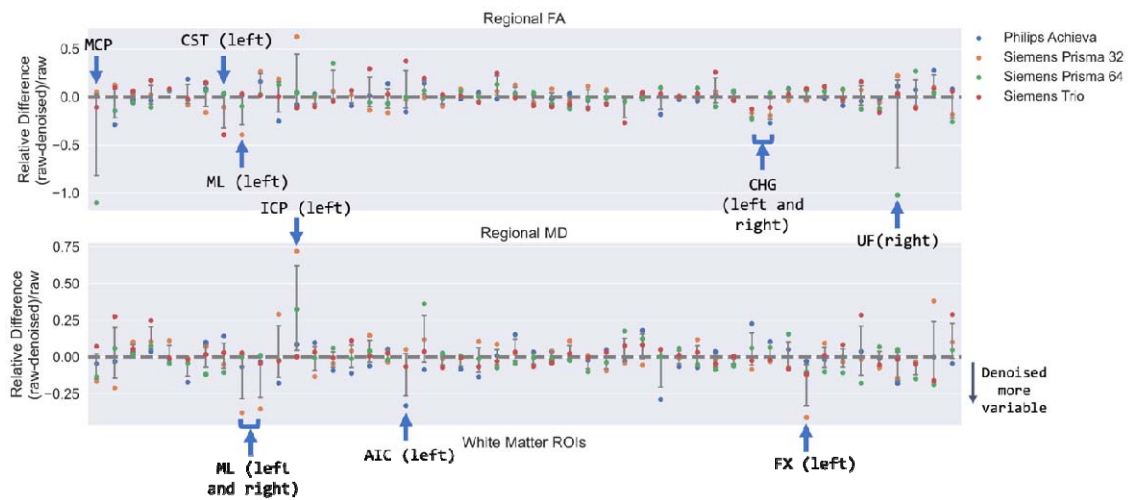 Regional FA
MCP
CST (left)
Philips Achieva
Siemens Prisma 32
Siemens Prisma 64
Siemens Trio
Relative Difference
(raw-denoised)/raw
0.5
0.0
−0.5
−1.0
ML (left)
ICP (left)
CHG
(left and
right)
UF(right)
Regional MD
Relative Difference
(raw-denoised)/raw
0.75
0.50
0.25
0.00
−0.25
Denoised
more
variable
White Matter ROIs
ML (left
and right)
AIC (left)
FX (left)